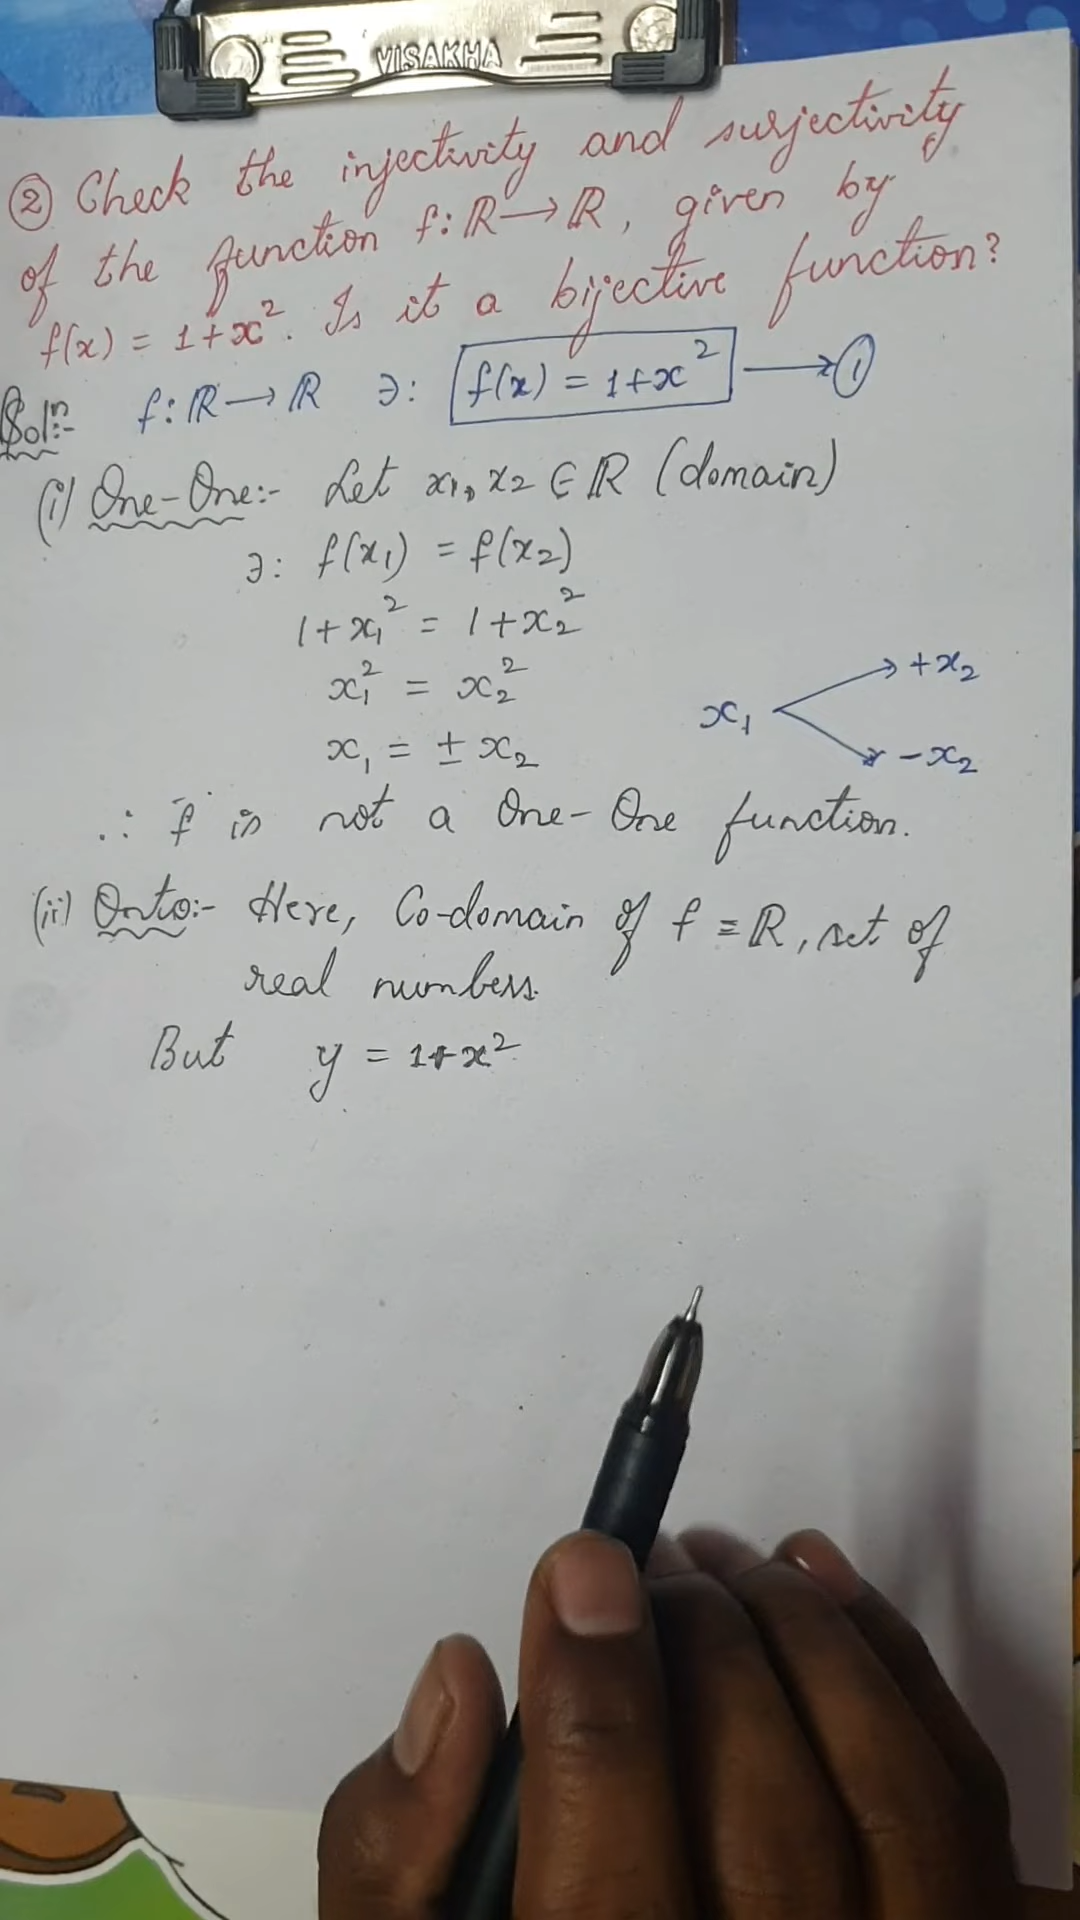 VISAKHA
② Check the injectivity and surjectivity
of the function f: ℝ → ℝ, given by
f(x) = 1+x². Is it a bijective function?
Solⁿ:- f: ℝ → ℝ ∋: f(x) = 1+x² → ①
(i) One-One:- Let x₁, x₂ ∈ ℝ (domain)
∋: f(x₁) = f(x₂)
1+x₁² = 1+x₂²
x₁² = x₂²
x₁ = ± x₂
x₁ +x₂ -x₂
∴ f is not a One-One function.
(ii) Onto:- Here, Co-domain of f ≡ ℝ, set of
real numbers.
But y = 1+x²